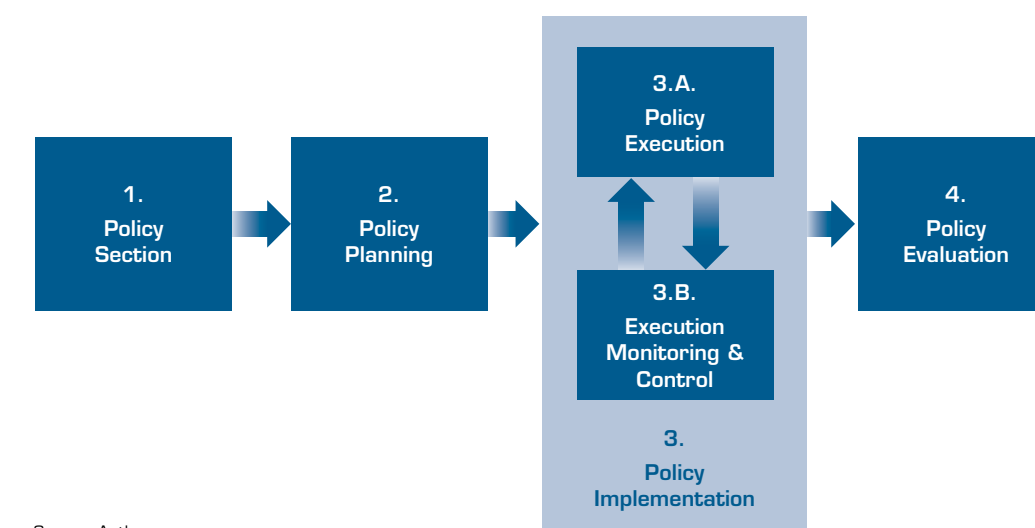 1.
Policy
Section
2.
Policy
Planning
3.A.
Policy
Execution
3.B.
Execution
Monitoring &
Control
3.
Policy
Implementation
4.
Policy
Evaluation